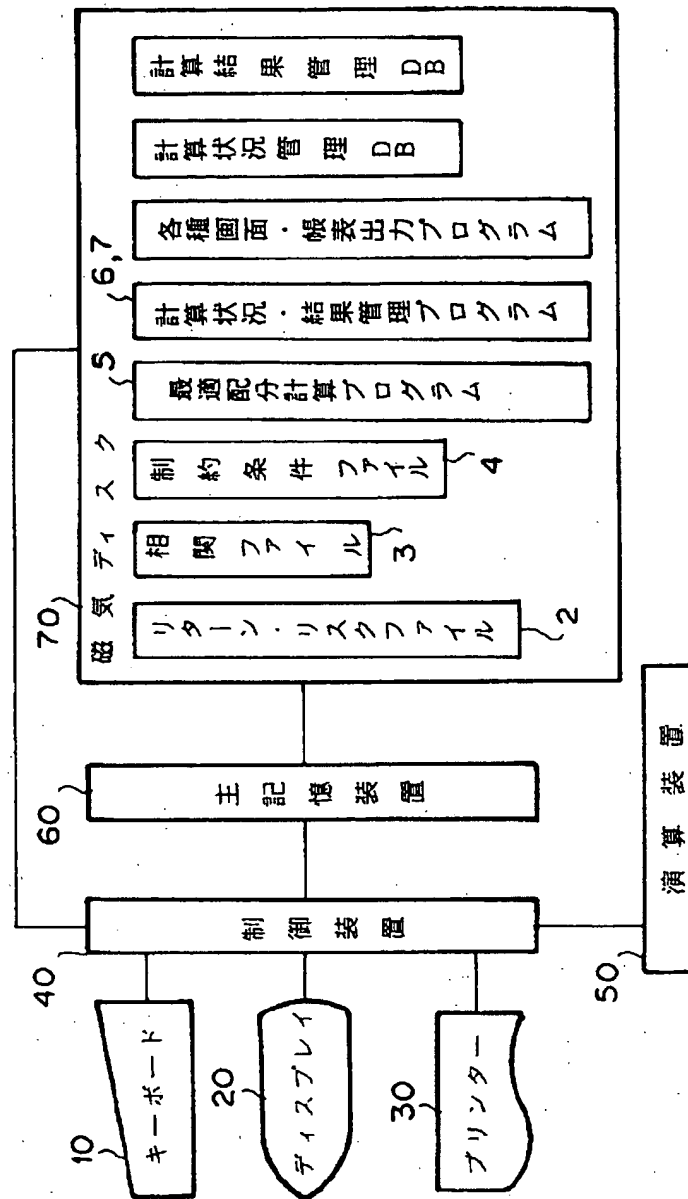 10
キーボード
20
ディスプレイ
30
プリンター
40
制御装置
50
演算装置
60
主記憶装置
70
磁気ディスク
リターン・リスクファイル
2
相関ファイル
3
制約条件ファイル
4
5
最適配分計算プログラム
6,7
計算状況・結果管理プログラム
各種画面・帳表出力プログラム
計算状況管理DB
計算結果管理DB